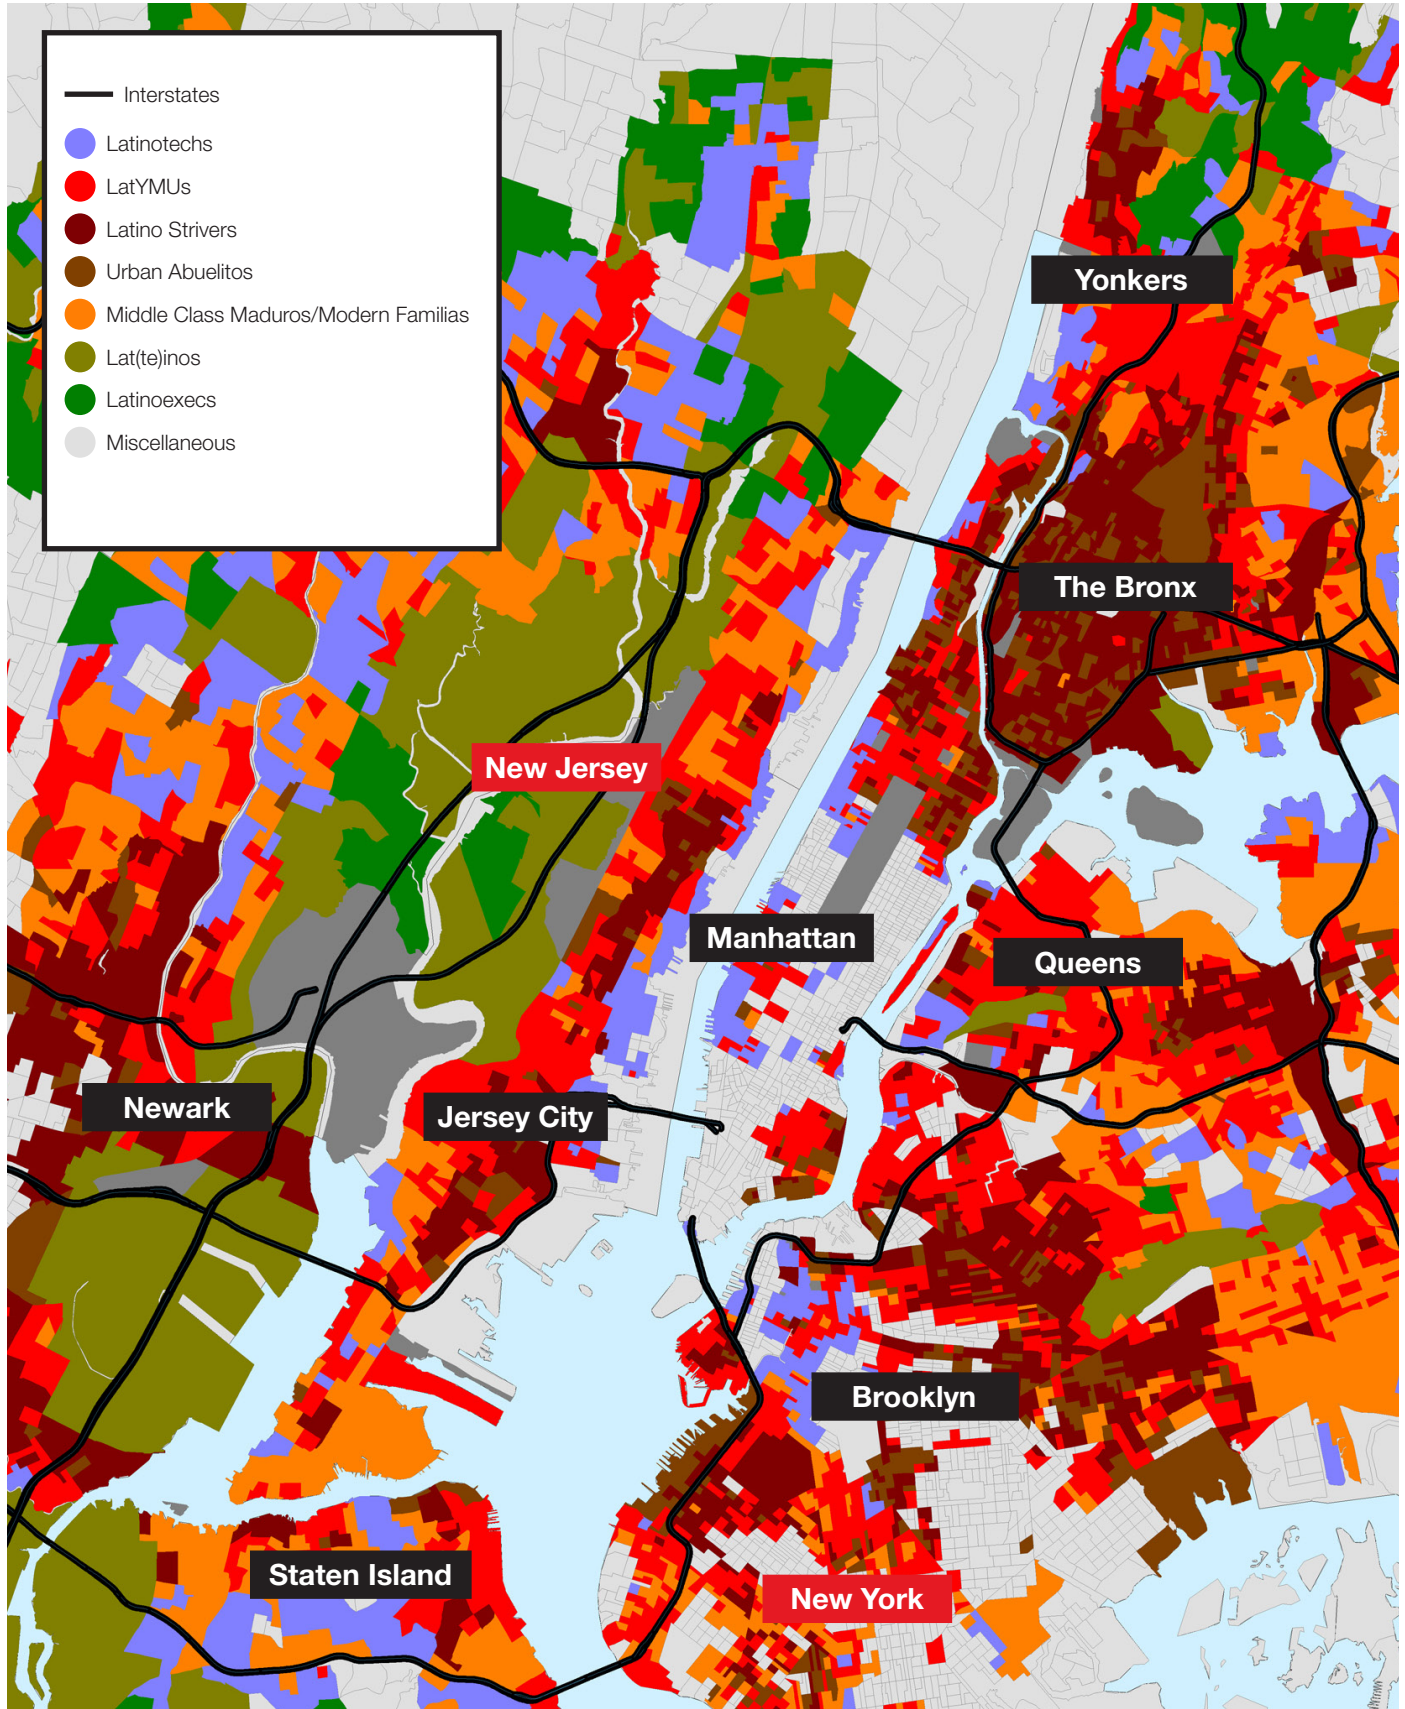 Interstates
Latinotechs
LatYMUs
Latino Strivers
Urban Abuelitos
Middle Class Maduros/Modern Familias
Lat(te)inos
Latinoexecs
Miscellaneous
Yonkers
The Bronx
New Jersey
Manhattan
Queens
Newark
Jersey City
Brooklyn
Staten Island
New York